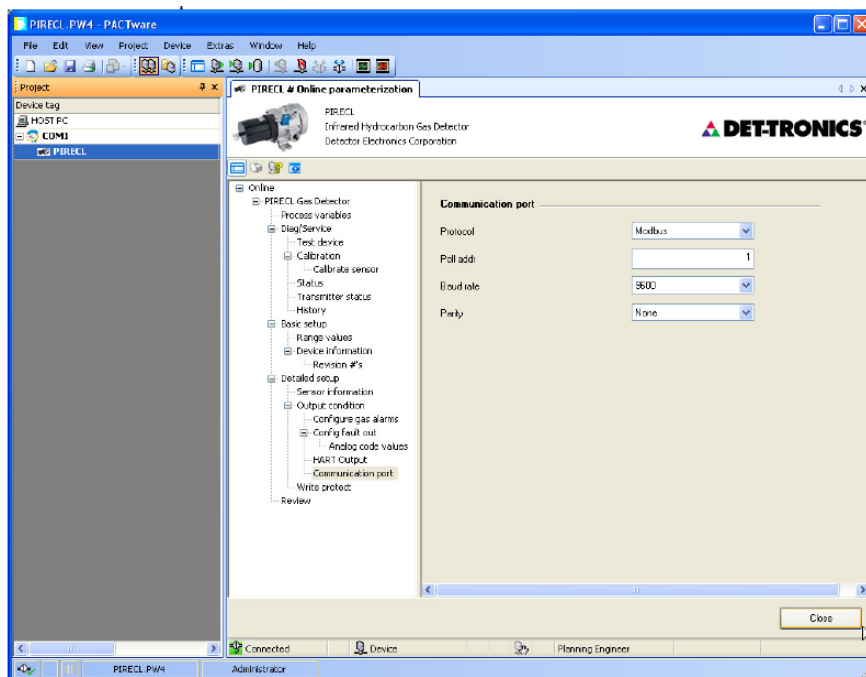 PIRECL.PW4 - PACTware
File Edit View Project Device Extras Window Help
Project
Device tag
HOST PC
COM1
PIRECL
PIRECL # Online parameterization
PIRECL
Infrared Hydrocarbon Gas Detector
Detector Electronics Corporation
DET-TRONICS®
Online
PIRECL Gas Detector
Process variables
Diag/Service
Test device
Calibration
Calibrate sensor
Status
Transmitter status
History
Basic setup
Range values
Device information
Revision #'s
Detailed setup
Sensor information
Output condition
Configure gas alarms
Config fault out
Analog code values
HART Output
Communication port
Write protect
Review
Communication port
Protocol Modbus
Poll addr 1
Baud rate 9600
Parity None
Close
Connected Device Planning Engineer
PIRECL.PW4 Administrator